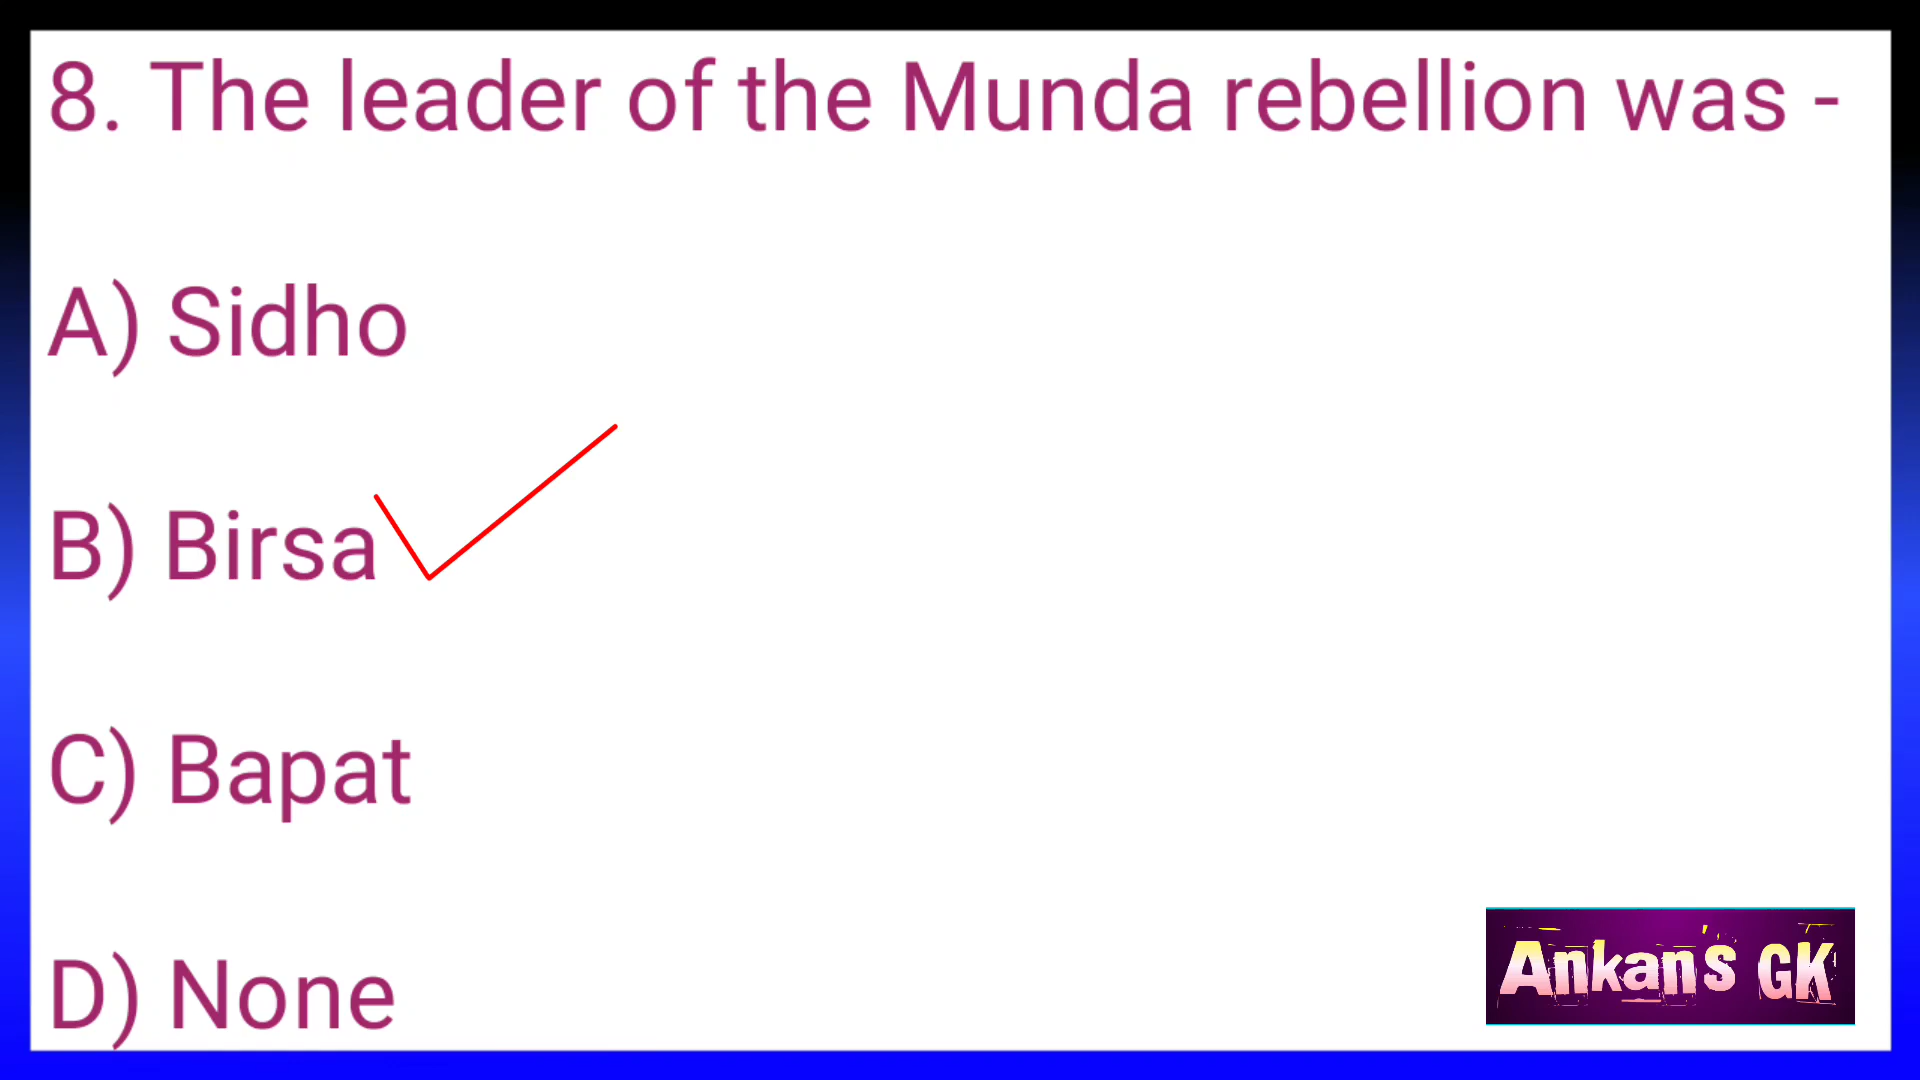 8. The leader of the Munda rebellion was -
A) Sidho
B) Birsa
C) Bapat
D) None
Ankan's GK